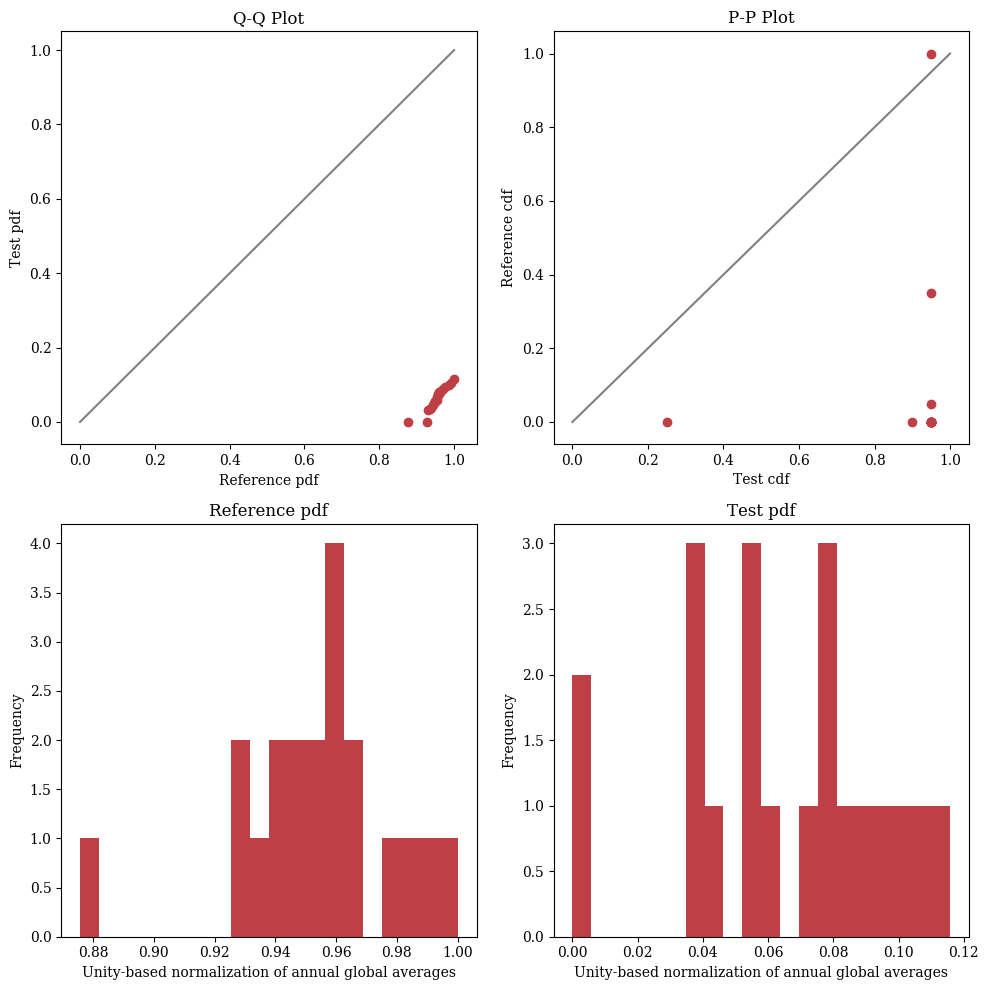 Q-Q Plot
1.0
0.8
0.6
0.4
0.2
0.0
Test pdf
0.0 0.2 0.4 0.6 0.8 1.0
Reference pdf
P-P Plot
1.0
0.8
0.6
0.4
0.2
0.0
Reference cdf
0.0 0.2 0.4 0.6 0.8 1.0
Test cdf
Reference pdf
4.0
3.5
3.0
2.5
2.0
1.5
1.0
0.5
0.0
Frequency
0.88 0.90 0.92 0.94 0.96 0.98 1.00
Unity-based normalization of annual global averages
Test pdf
3.0
2.5
2.0
1.5
1.0
0.5
0.0
Frequency
0.00 0.02 0.04 0.06 0.08 0.10 0.12
Unity-based normalization of annual global averages